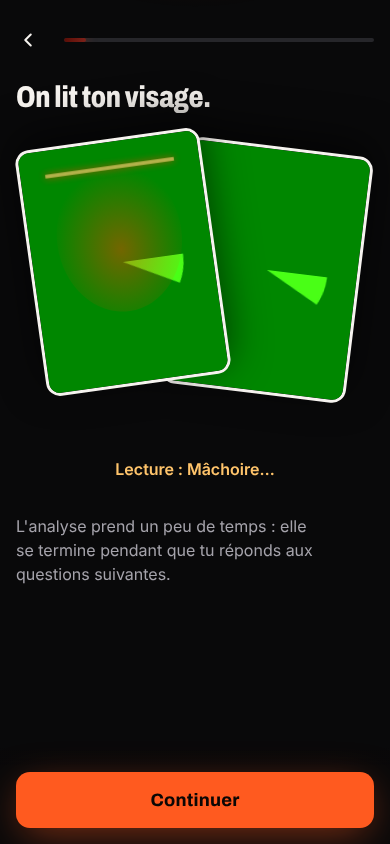 On lit ton visage.
Lecture : Mâchoire...
L'analyse prend un peu de temps : elle
se termine pendant que tu réponds aux
questions suivantes.
Continuer